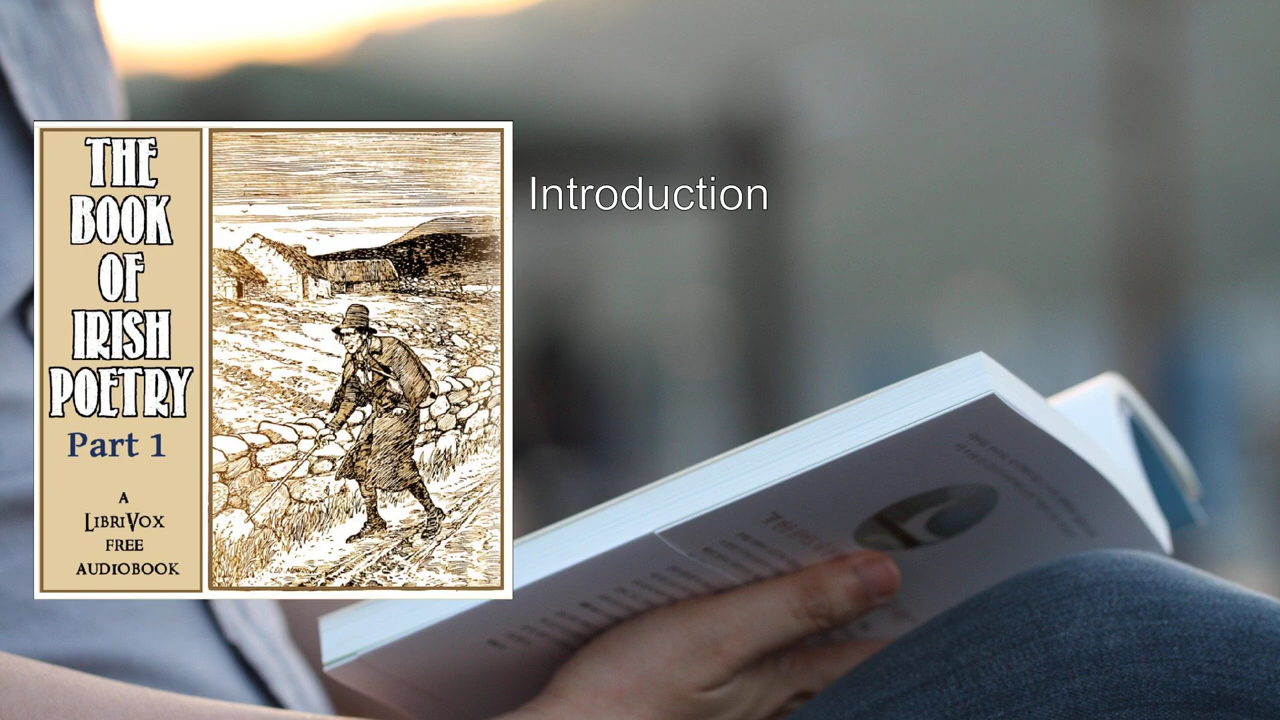 THE
BOOK
OF
IRISH
POETRY
Part 1
A
LIBRIVOX
FREE
AUDIOBOOK
Introduction